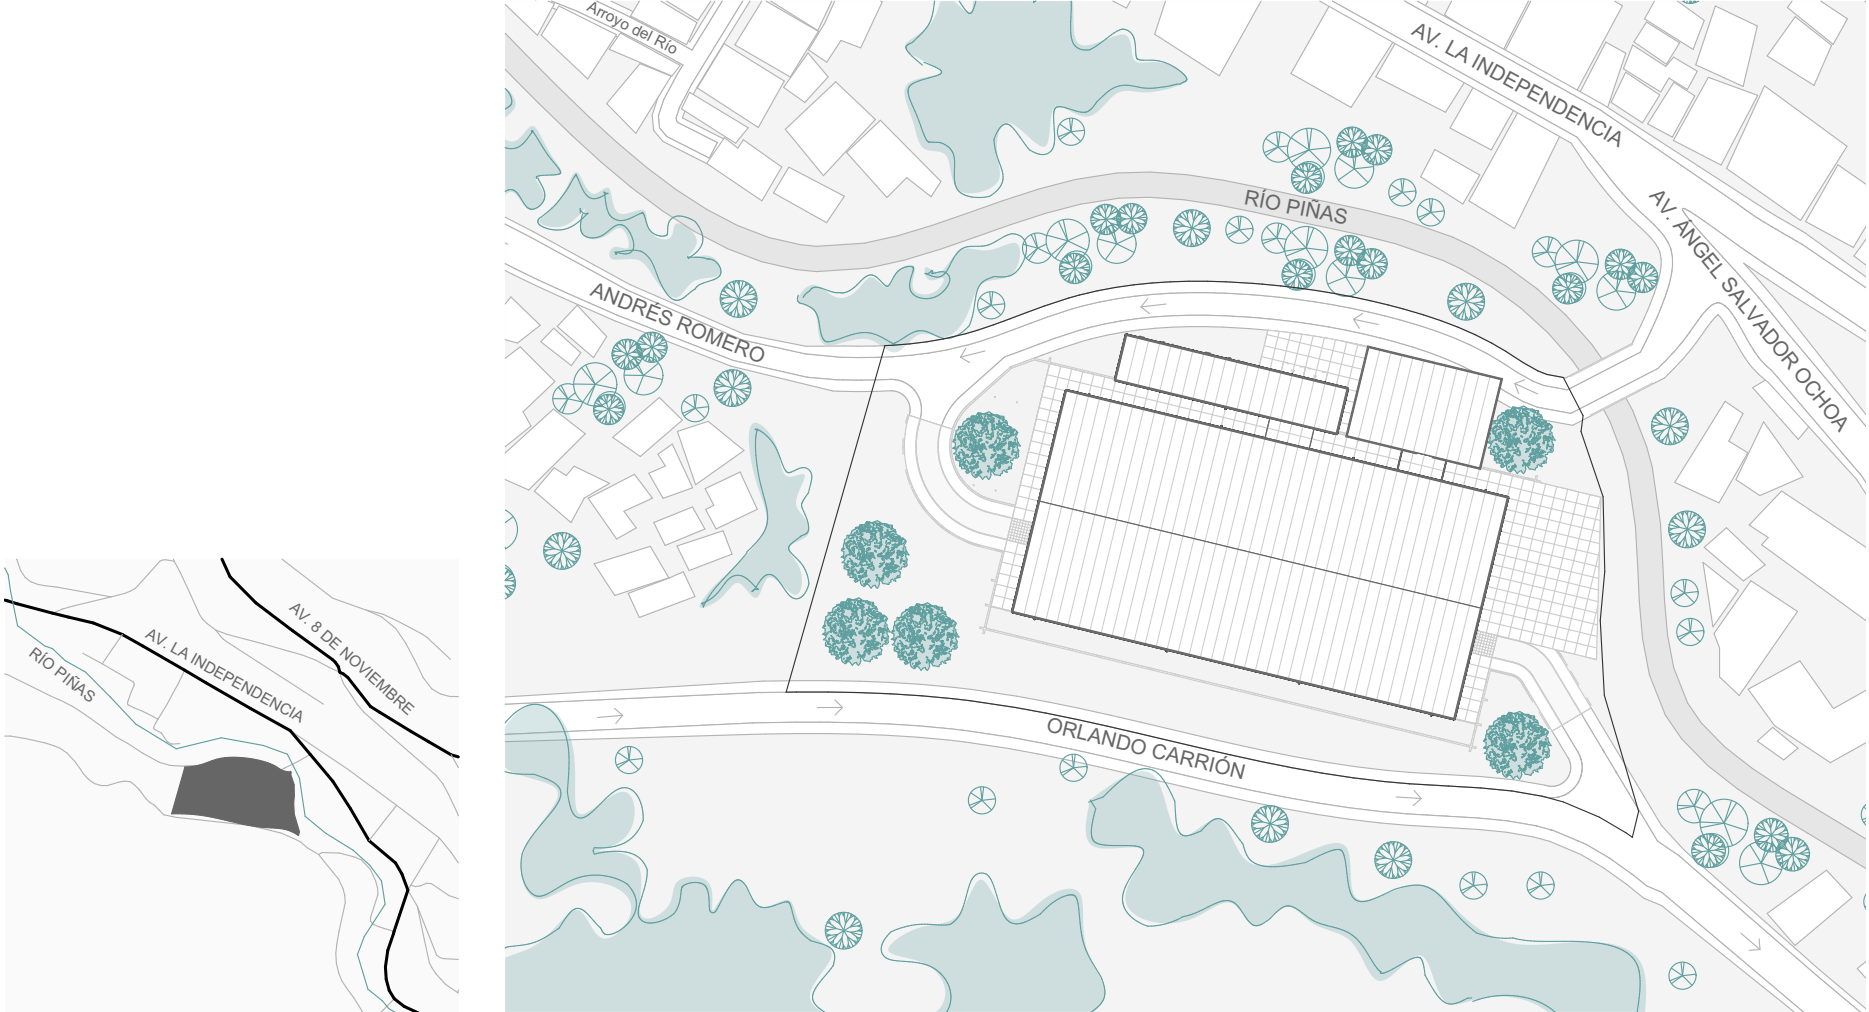 Arroyo del Río
AV. LA INDEPENDENCIA
RÍO PIÑAS
AV. ÁNGEL SALVADOR OCHOA
ANDRÉS ROMERO
ORLANDO CARRIÓN
AV. 8 DE NOVIEMBRE
AV. LA INDEPENDENCIA
RÍO PIÑAS